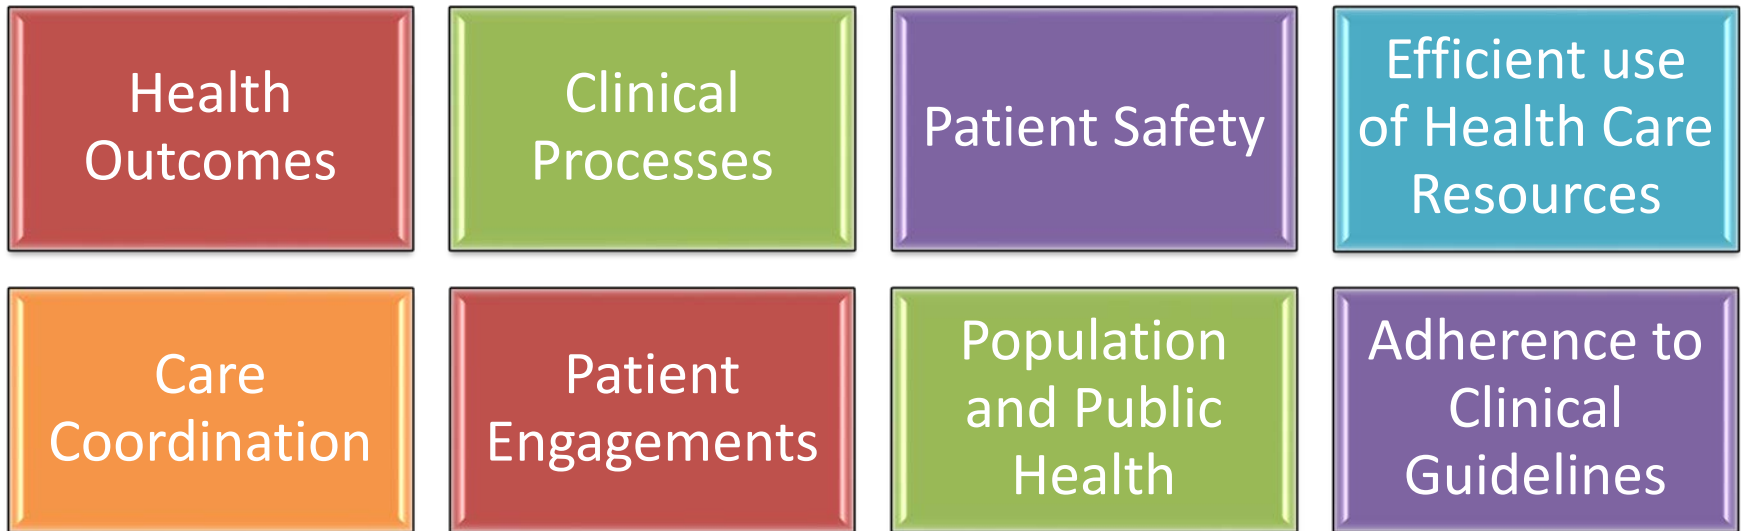 Health
Outcomes
Clinical
Processes
Patient Safety
Efficient use
of Health Care
Resources
Care
Coordination
Patient
Engagements
Population
and Public
Health
Adherence to
Clinical
Guidelines